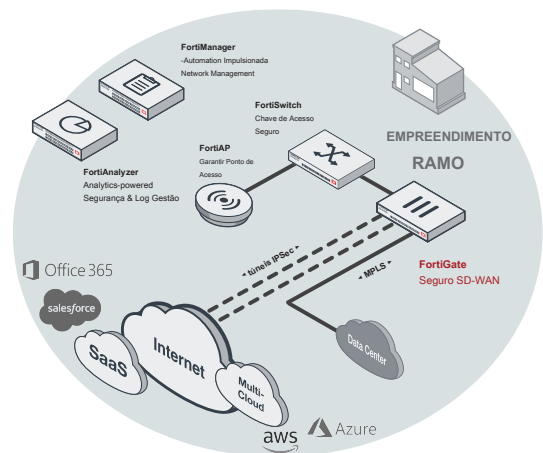 FortiManager
-Automation Impulsionada
Network Management
FortiSwitch
Chave de Acesso
Seguro
EMPREENDIMENTO
RAMO
FortiAP
Garantir Ponto de
Acesso
FortiAnalyzer
Analytics-powered
Segurança & Log Gestão
túneis IPSec
MPLS
FortiGate
Seguro SD-WAN
Office 365
salesforce
SaaS
Internet
Multi-
Cloud
Data Center
aws
Azure